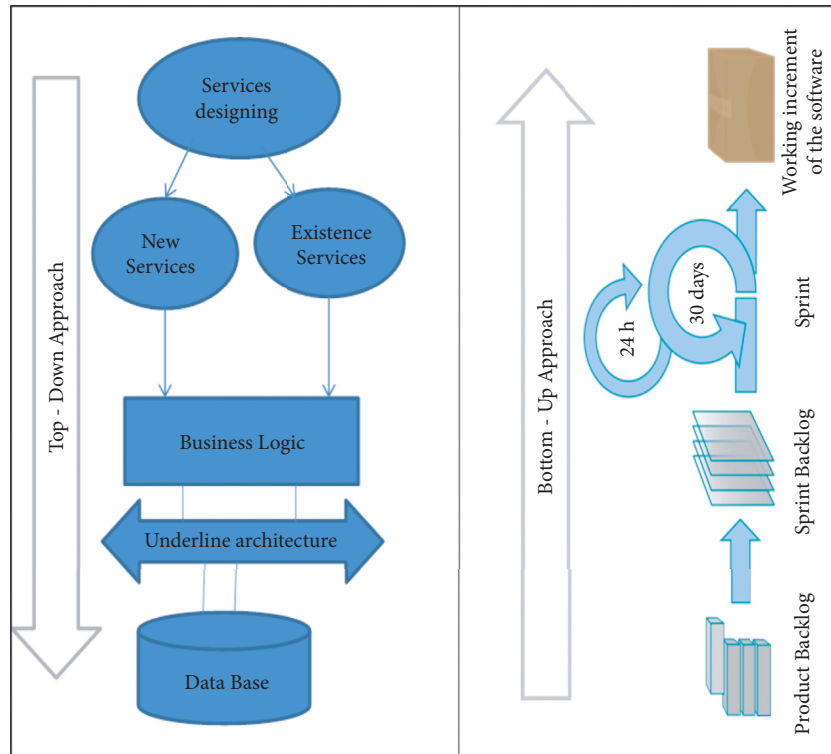 Top - Down Approach
Services
designing
New
Services
Existence
Services
Business Logic
Underline architecture
Data Base
Bottom - Up Approach
Working increment
of the software
24 h
30 days
Sprint
Sprint Backlog
Product Backlog